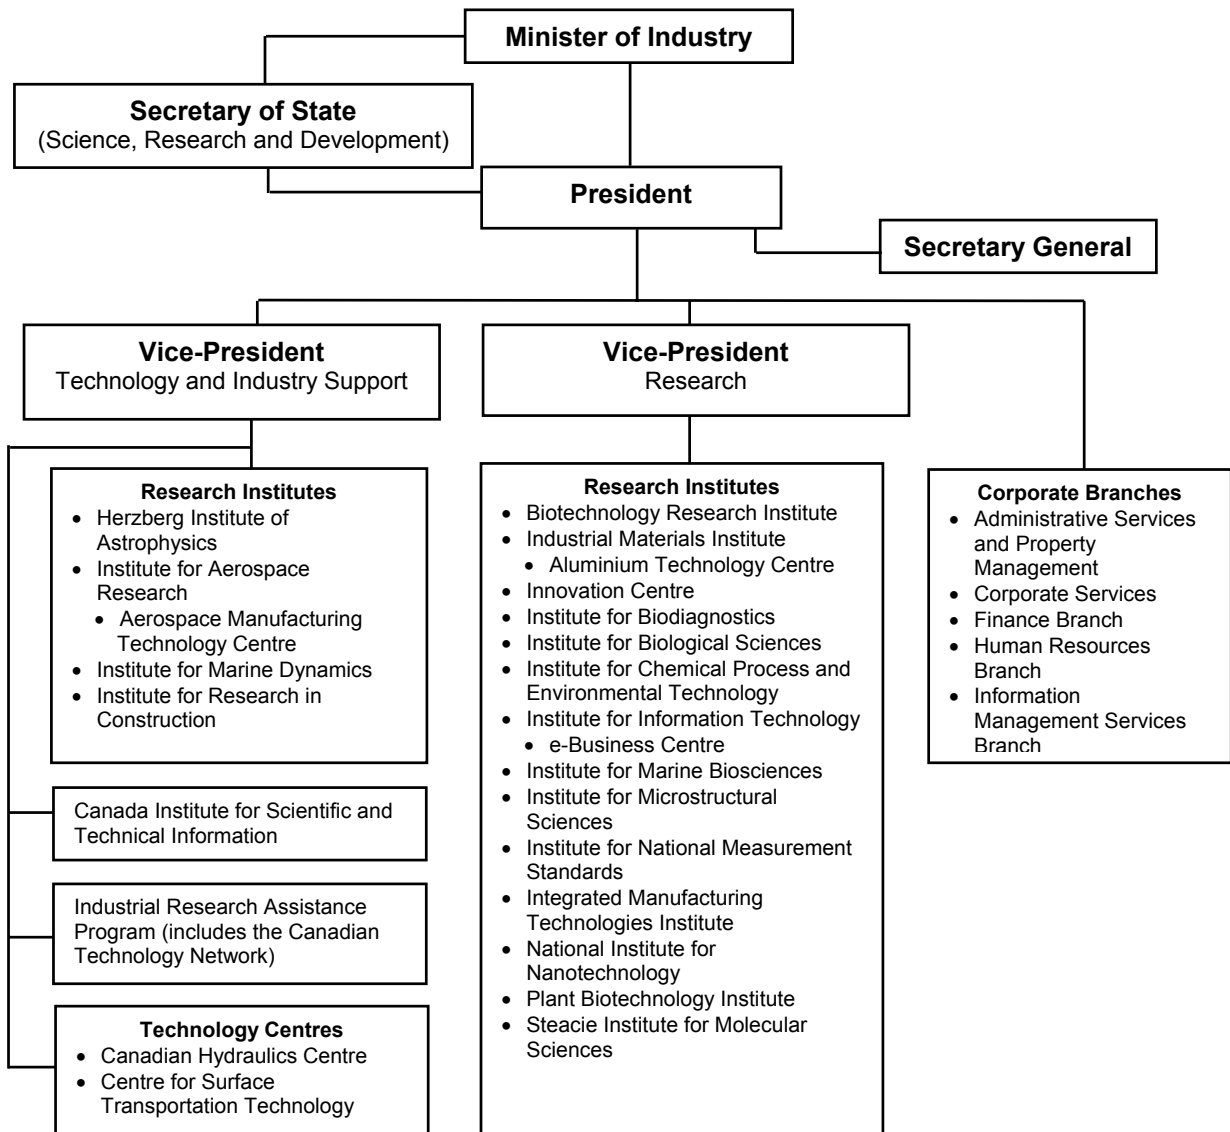 Minister of Industry
Secretary of State
(Science, Research and Development)
President
Secretary General
Vice-President
Technology and Industry Support
Vice-President
Research
Research Institutes
• Herzberg Institute of
Astrophysics
• Institute for Aerospace
Research
• Aerospace Manufacturing
Technology Centre
• Institute for Marine Dynamics
• Institute for Research in
Construction
Canada Institute for Scientific and
Technical Information
Industrial Research Assistance
Program (includes the Canadian
Technology Network)
Technology Centres
• Canadian Hydraulics Centre
• Centre for Surface
Transportation Technology
Research Institutes
• Biotechnology Research Institute
• Industrial Materials Institute
• Aluminium Technology Centre
• Innovation Centre
• Institute for Biodiagnostics
• Institute for Biological Sciences
• Institute for Chemical Process and
Environmental Technology
• Institute for Information Technology
• e-Business Centre
• Institute for Marine Biosciences
• Institute for Microstructural
Sciences
• Institute for National Measurement
Standards
• Integrated Manufacturing
Technologies Institute
• National Institute for
Nanotechnology
• Plant Biotechnology Institute
• Steacie Institute for Molecular
Sciences
Corporate Branches
• Administrative Services
and Property
Management
• Corporate Services
• Finance Branch
• Human Resources
Branch
• Information
Management Services
Branch